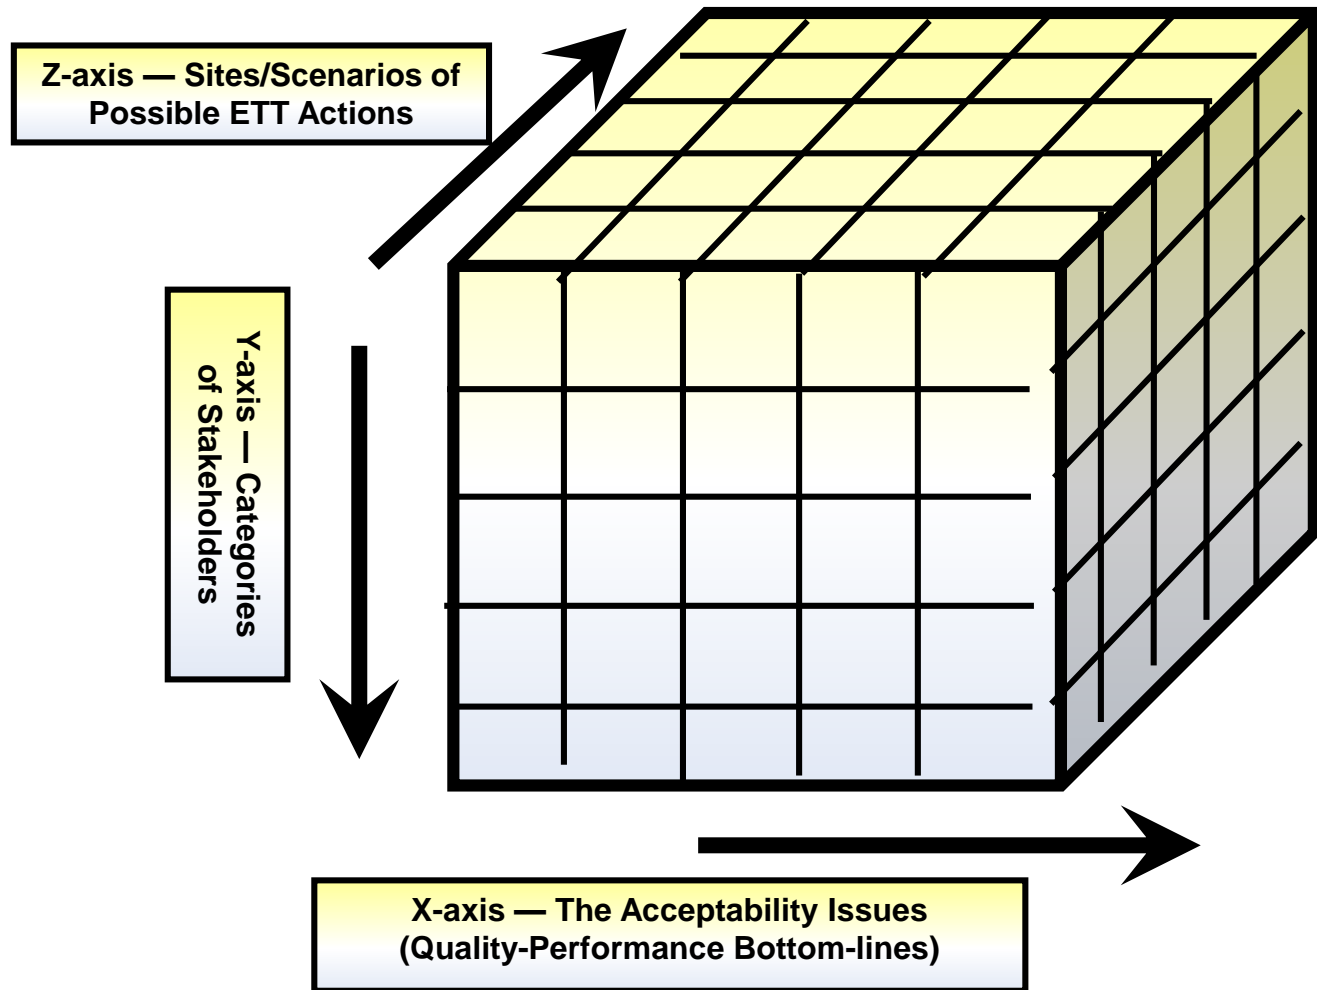 Z-axis — Sites/Scenarios of
Possible ETT Actions
Y-axis — Categories
of Stakeholders
X-axis — The Acceptability Issues
(Quality-Performance Bottom-lines)